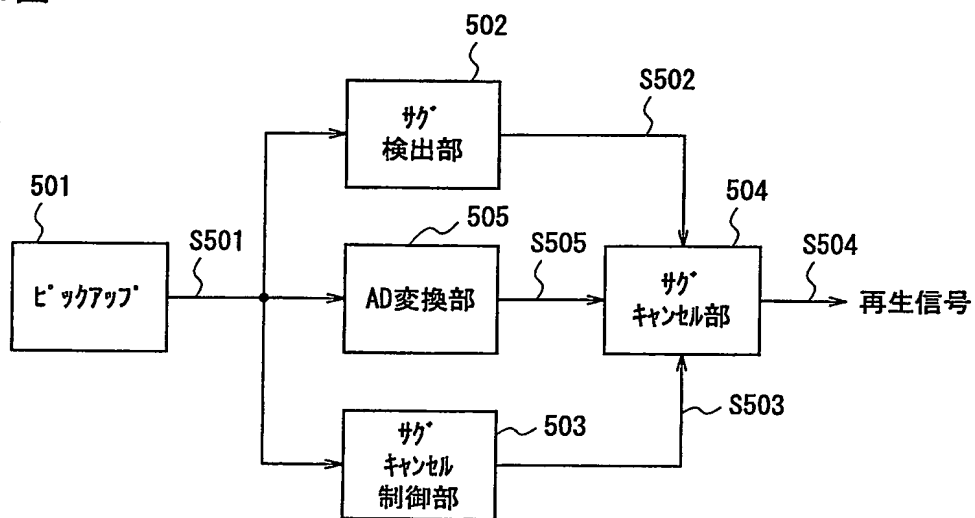 図
502
S502
サグ
検出部
501
504
505
S501
S505
S504
ピックアップ
AD変換部
サグ
キャンセル部
再生信号
503
S503
サグ
キャンセル
制御部